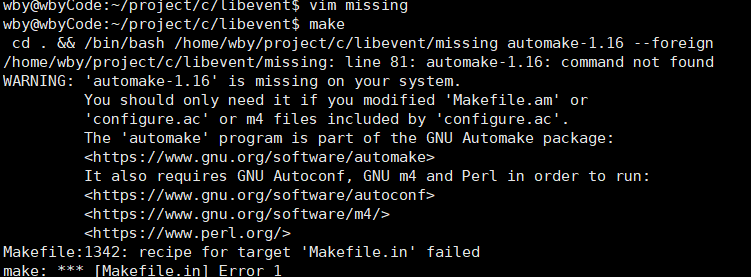 wby@wbyCode:~/project/c/libevent$ vim missing
wby@wbyCode:~/project/c/libevent$ make
 cd . && /bin/bash /home/wby/project/c/libevent/missing automake-1.16 --foreign
/home/wby/project/c/libevent/missing: line 81: automake-1.16: command not found
WARNING: 'automake-1.16' is missing on your system.
         You should only need it if you modified 'Makefile.am' or
         'configure.ac' or m4 files included by 'configure.ac'.
         The 'automake' program is part of the GNU Automake package:
         <https://www.gnu.org/software/automake>
         It also requires GNU Autoconf, GNU m4 and Perl in order to run:
         <https://www.gnu.org/software/autoconf>
         <https://www.gnu.org/software/m4/>
         <https://www.perl.org/>
Makefile:1342: recipe for target 'Makefile.in' failed
make: *** [Makefile.in] Error 1